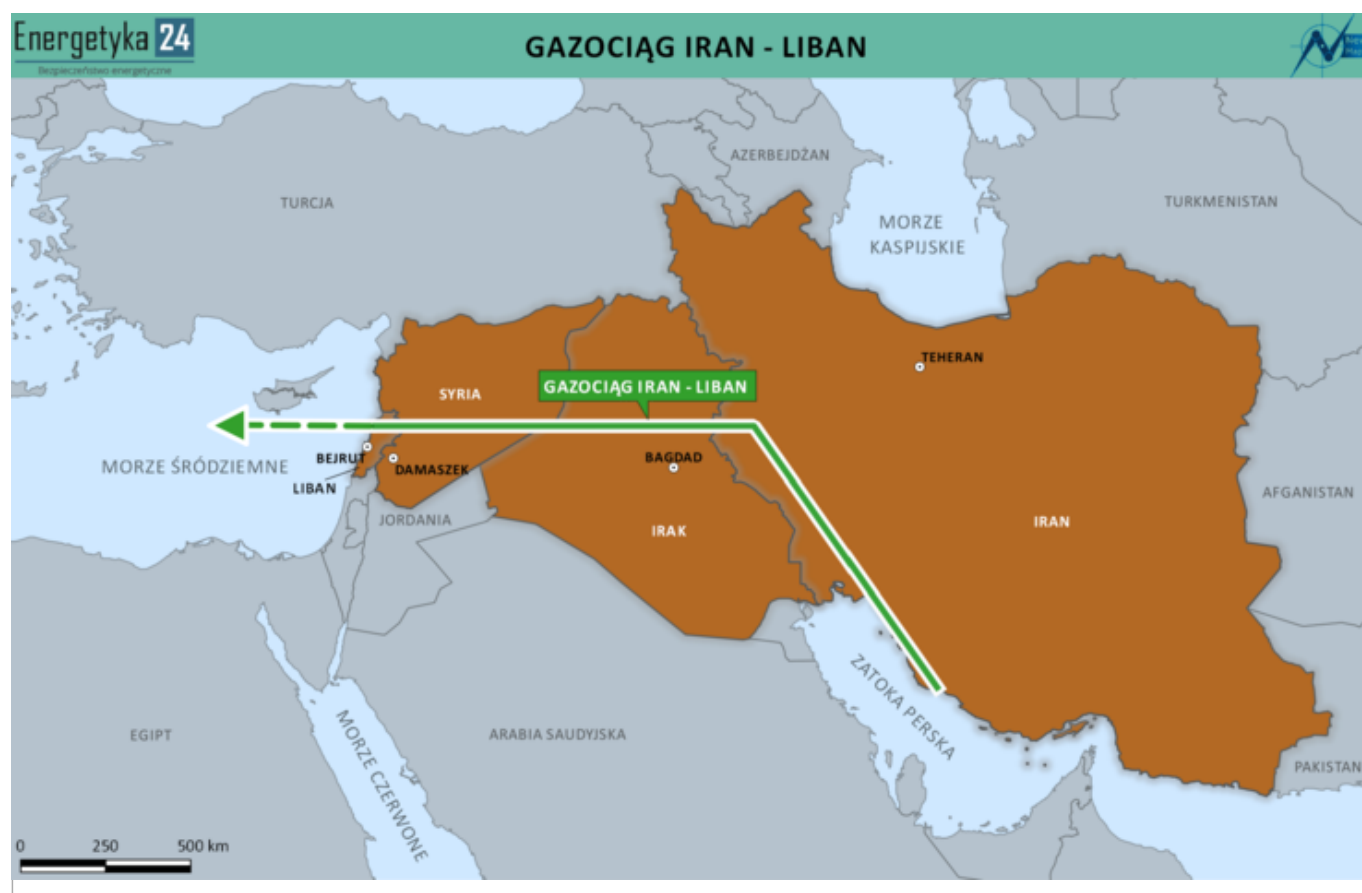 Energetyka 24
Bezpieczeństwo energetyczne
GAZOCIĄG IRAN - LIBAN
AZERBEJDŻAN
TURCJA
TURKMENISTAN
MORZE
KASPIJSKIE
TEHERAN
GAZOCIĄG IRAN - LIBAN
SYRIA
BEJRUT
MORZE ŚRÓDZIEMNE
DAMASZEK
BAGDAD
LIBAN
AFGANISTAN
JORDANIA
IRAN
IRAK
ZATOKA PERSKA
EGIPT
ARABIA SAUDYJSKA
MORZE CZERWONE
PAKISTAN
0 250 500 km